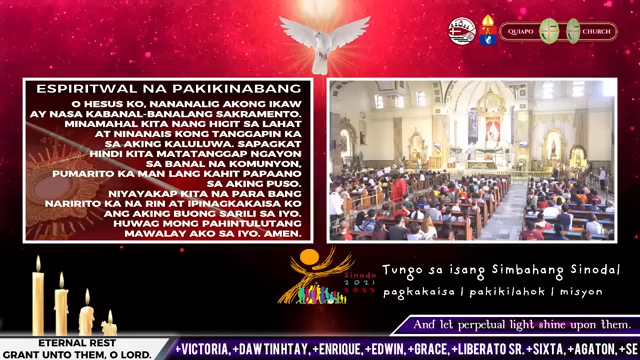 QUIAPO
CHURCH
ESPIRITWAL NA PAKIKINABANG
O HESUS KO, NANANALIG AKONG IKAW
AY NASA KABANAL-BANALANG SAKRAMENTO.
MINAMAHAL KITA NANG HIGIT SA LAHAT
AT NINANAIS KONG TANGGAPIN KA
SA AKING KALULUWA. SAPAGKAT
HINDI KITA MATATANGGAP NGAYON
SA BANAL NA KOMUNYON,
PUMARITO KA MAN LANG KAHIT PAPAANO
SA AKING PUSO.
NIYAYAKAP KITA NA PARA BANG
NARIRITO KA NA RIN AT IPINAGKAKAISA KO
ANG AKING BUONG SARILI SA IYO.
HUWAG MONG PAHINTULUTANG
MAWALAY AKO SA IYO. AMEN.
Sinodo
2021
2023
Tungo sa isang Simbahang Sinodal
pagkakaisa | pakikilahok | misyon
And let perpetual light shine upon them.
ETERNAL REST
GRANT UNTO THEM, O LORD.
+VICTORIA, +DAWTINHTAY, +ENRIQUE, +EDWIN, +GRACE, +LIBERATO SR. +SIXTA, +AGATON, +SE